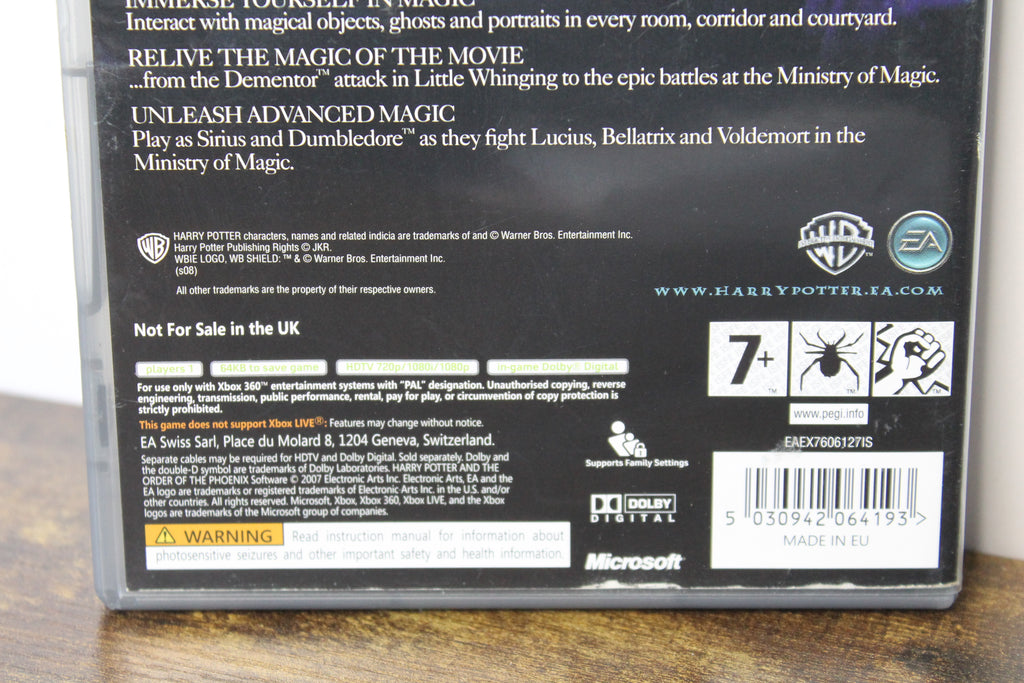 IMMERSE YOURSELF IN MAGIC
Interact with magical objects, ghosts and portraits in every room, corridor and courtyard.
RELIVE THE MAGIC OF THE MOVIE
...from the Dementor™ attack in Little Whinging to the epic battles at the Ministry of Magic.
UNLEASH ADVANCED MAGIC
Play as Sirius and Dumbledore™ as they fight Lucius, Bellatrix and Voldemort in the
Ministry of Magic.
WB
HARRY POTTER characters, names and related indicia are trademarks of and © Warner Bros. Entertainment Inc.
Harry Potter Publishing Rights © JKR.
WBIE LOGO, WB SHIELD: ™ & © Warner Bros. Entertainment Inc.
(s08)
All other trademarks are the property of their respective owners.
WB
EA
WWW.HARRYPOTTER.EA.COM
Not For Sale in the UK
7+
players 1
64KB to save game
HDTV 720p/1080i/1080p
in-game Dolby® Digital
For use only with Xbox 360™ entertainment systems with "PAL" designation. Unauthorised copying, reverse
engineering, transmission, public performance, rental, pay for play, or circumvention of copy protection is
strictly prohibited.
www.pegi.info
This game does not support Xbox LIVE®: Features may change without notice.
EA Swiss Sarl, Place du Molard 8, 1204 Geneva, Switzerland.
EAEX7606127IS
Separate cables may be required for HDTV and Dolby Digital. Sold separately. Dolby and
the double-D symbol are trademarks of Dolby Laboratories. HARRY POTTER AND THE
ORDER OF THE PHOENIX Software © 2007 Electronic Arts Inc. Electronic Arts, EA and the
EA logo are trademarks or registered trademarks of Electronic Arts Inc. in the U.S. and/or
other countries. All rights reserved. Microsoft, Xbox, Xbox 360, Xbox LIVE, and the Xbox
logos are trademarks of the Microsoft group of companies.
Supports Family Settings
DOLBY
DIGITAL
5 030942 064193 >
MADE IN EU
WARNING Read instruction manual for information about
photosensitive seizures and other important safety and health information.
Microsoft